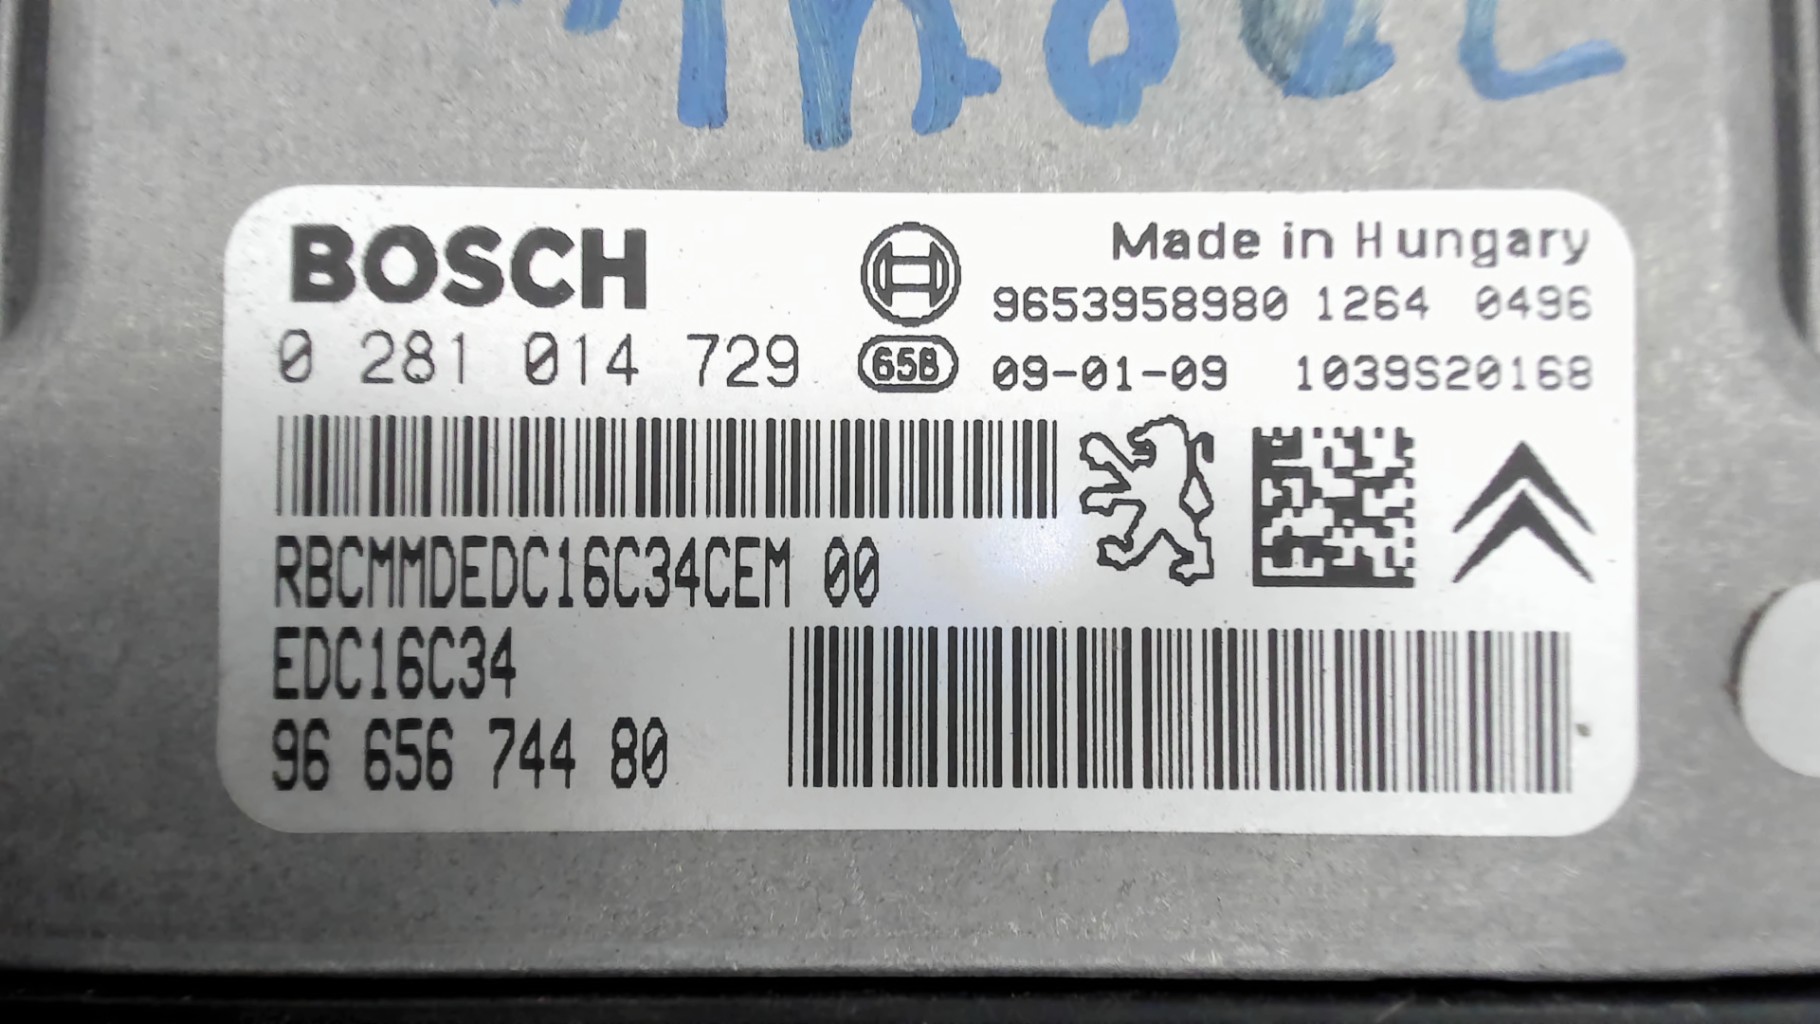 BOSCH
Made in Hungary
9653958980 1264 0496
0 281 014 729
658
09-01-09 1039S20168
RBCMMDEDC16C34CEM 00
EDC16C34
96 656 744 80